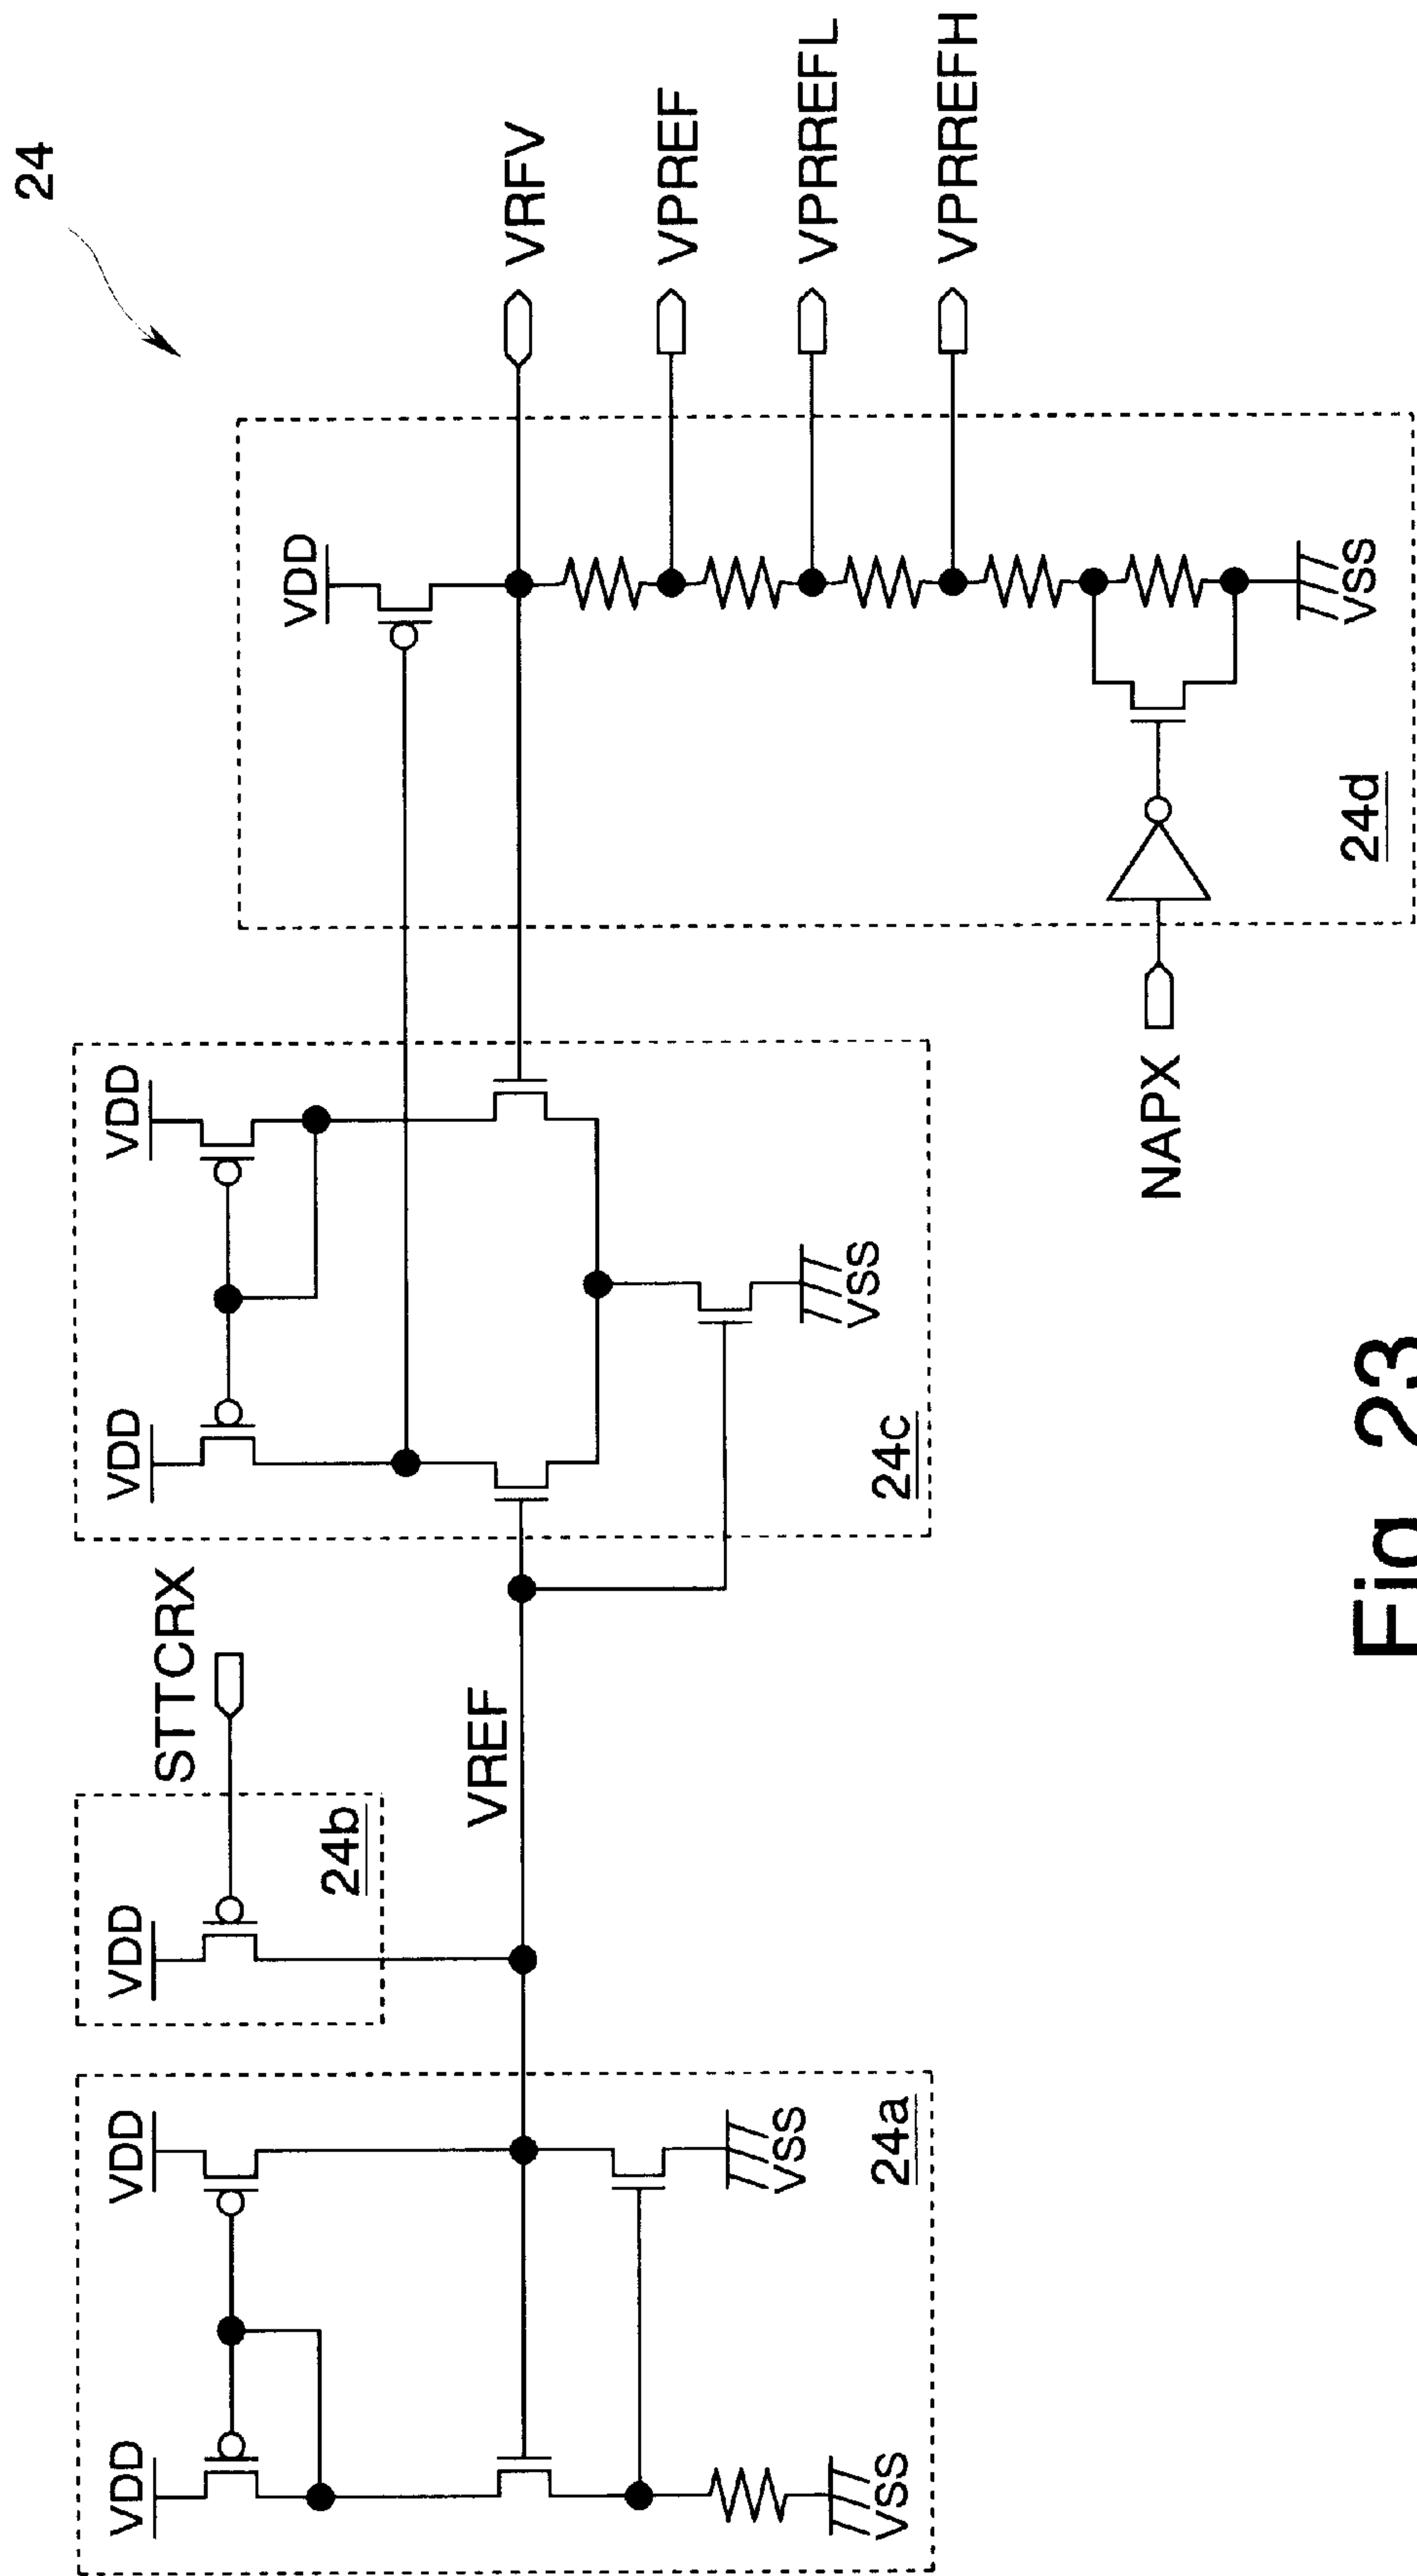 24
VDD
VDD
STTCRX
VDD
VDD
VDD
VDD
VRFV
VREF
VPREF
24b
VPRREFL
VSS
VSS
VPRREFH
VSS
24a
24c
NAPX
24d
VSS
Fig. 23